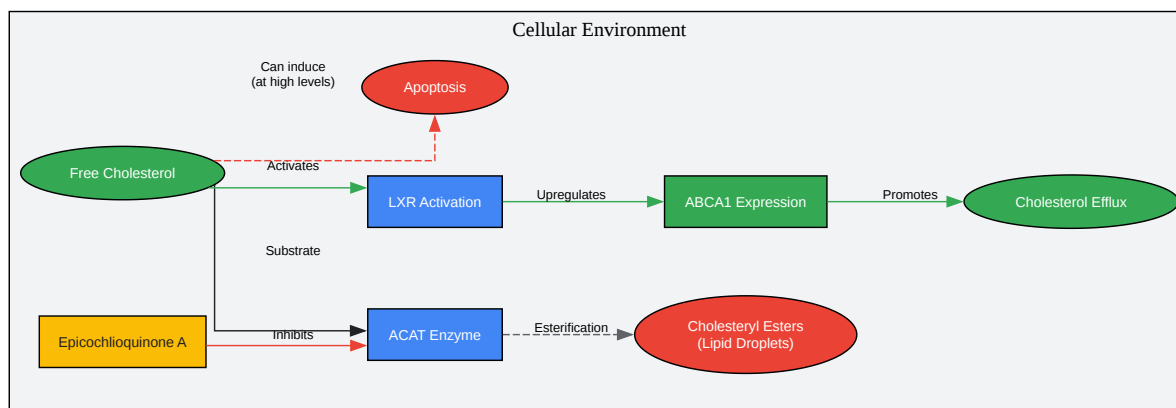 Cellular Environment
Can induce
(at high levels)
Apoptosis
Free Cholesterol
Activates
LXR Activation
Upregulates
ABCA1 Expression
Promotes
Cholesterol Efflux
Substrate
Epicochlioquinone A
Inhibits
ACAT Enzyme
Esterification
Cholesteryl Esters
(Lipid Droplets)